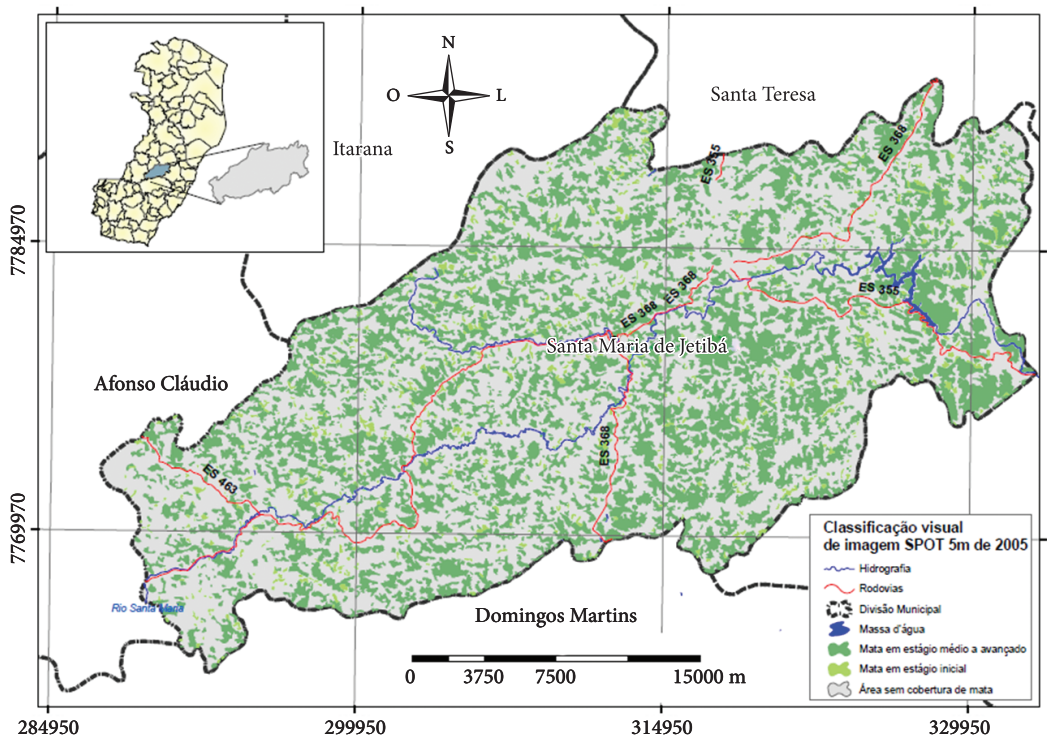 N
O
L
S
Santa Teresa
Itarana
ES 355
ES 368
7784970
ES 355
ES 368
ES 368
Santa Maria de Jetibá
Afonso Cláudio
ES 368
ES 463
7769970
Rio Santa Maria
Domingos Martins
0 3750 7500 15000 m
Classificação visual
de imagem SPOT 5m de 2005
Hidrografia
Rodovias
Divisão Municipal
Massa d'água
Mata em estágio médio a avançado
Mata em estágio inicial
Área sem cobertura de mata
284950 299950 314950 329950